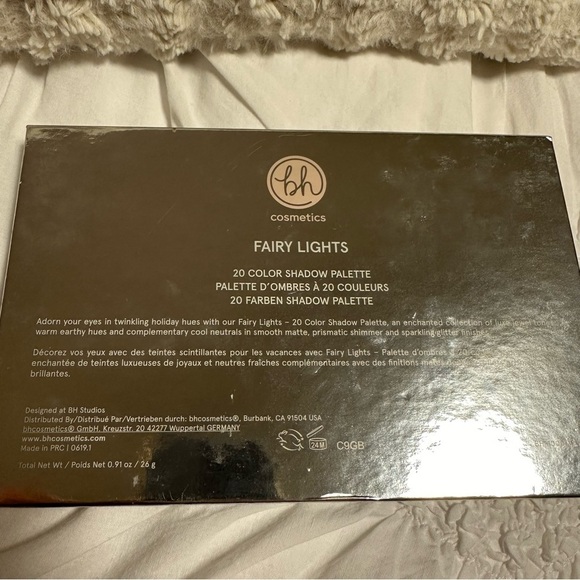 bh
cosmetics
FAIRY LIGHTS
20 COLOR SHADOW PALETTE
PALETTE D'OMBRES À 20 COULEURS
20 FARBEN SHADOW PALETTE
Adorn your eyes in twinkling holiday hues with our Fairy Lights – 20 Color Shadow Palette, an enchanted collection of
warm earthy hues and complementary cool neutrals in smooth matte, prismatic shimmer and sparkling glitter finishes.
Décorez vos yeux avec des teintes scintillantes pour les vacances avec Fairy Lights – Palette d'ombres à 20
enchantée de teintes luxueuses de joyaux et neutres fraîches complémentaires avec des finitions
brillantes.
Designed at BH Studios
Distributed By/Distribué Par/Vertrieben durch: bhcosmetics®, Burbank, CA 91504 USA
bhcosmetics® GmbH, Kreuzstr. 20 42277 Wuppertal GERMANY
www.bhcosmetics.com
Made in PRC | 0619.1
24M
C9GB
Total Net Wt / Poids Net 0.91 oz / 26 g